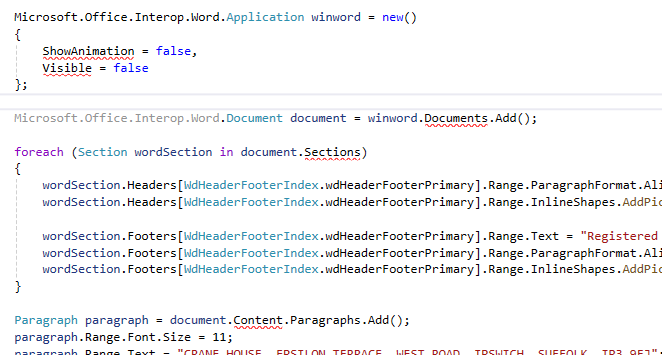 Microsoft.Office.Interop.Word.Application winword = new()
{
ShowAnimation = false,
Visible = false
};
Microsoft.Office.Interop.Word.Document document = winword.Documents.Add();
foreach (Section wordSection in document.Sections)
{
wordSection.Headers[WdHeaderFooterIndex.wdHeaderFooterPrimary].Range.ParagraphFormat.Ali
wordSection.Headers[WdHeaderFooterIndex.wdHeaderFooterPrimary].Range.InlineShapes.AddPic
wordSection.Footers[WdHeaderFooterIndex.wdHeaderFooterPrimary].Range.Text = "Registered
wordSection.Footers[WdHeaderFooterIndex.wdHeaderFooterPrimary].Range.ParagraphFormat.Ali
wordSection.Footers[WdHeaderFooterIndex.wdHeaderFooterPrimary].Range.InlineShapes.AddPic
}
Paragraph paragraph = document.Content.Paragraphs.Add();
paragraph.Range.Font.Size = 11;
paragraph.Range.Text = "CRANE HOUSE, EPSILON TERRACE, WEST ROAD, IPSWICH, SUFFOLK, IP3 9FJ";